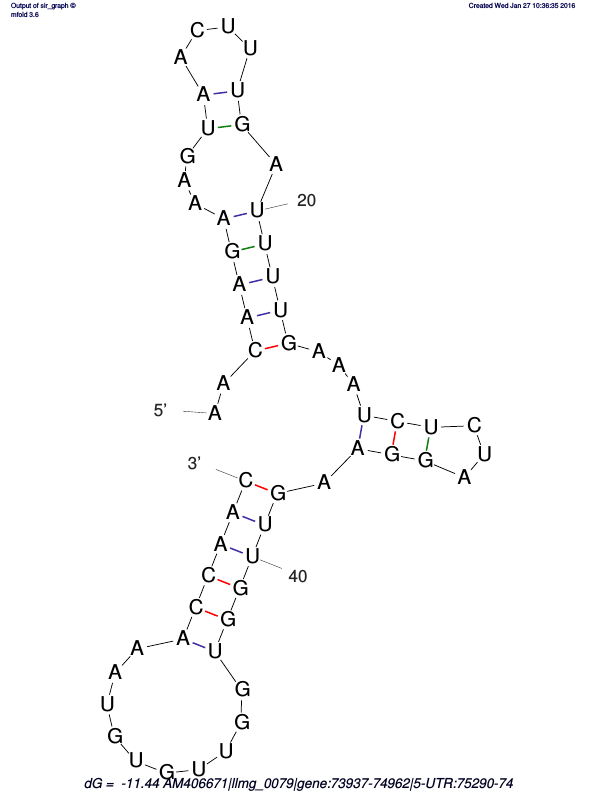 Output of sir_graph ©
mfold 3.6
Created Wed Jan 27 10:36:35 2016
5'
A A C A A G A A A G U A A C U U U G A U
20
U U U G A A A U C U C U A G G A A G U U
40
G G U G G U U G U G U A A A C C A A C
3'
dG = -11.44 AM406671|llmg_0079|gene:73937-74962|5-UTR:75290-74